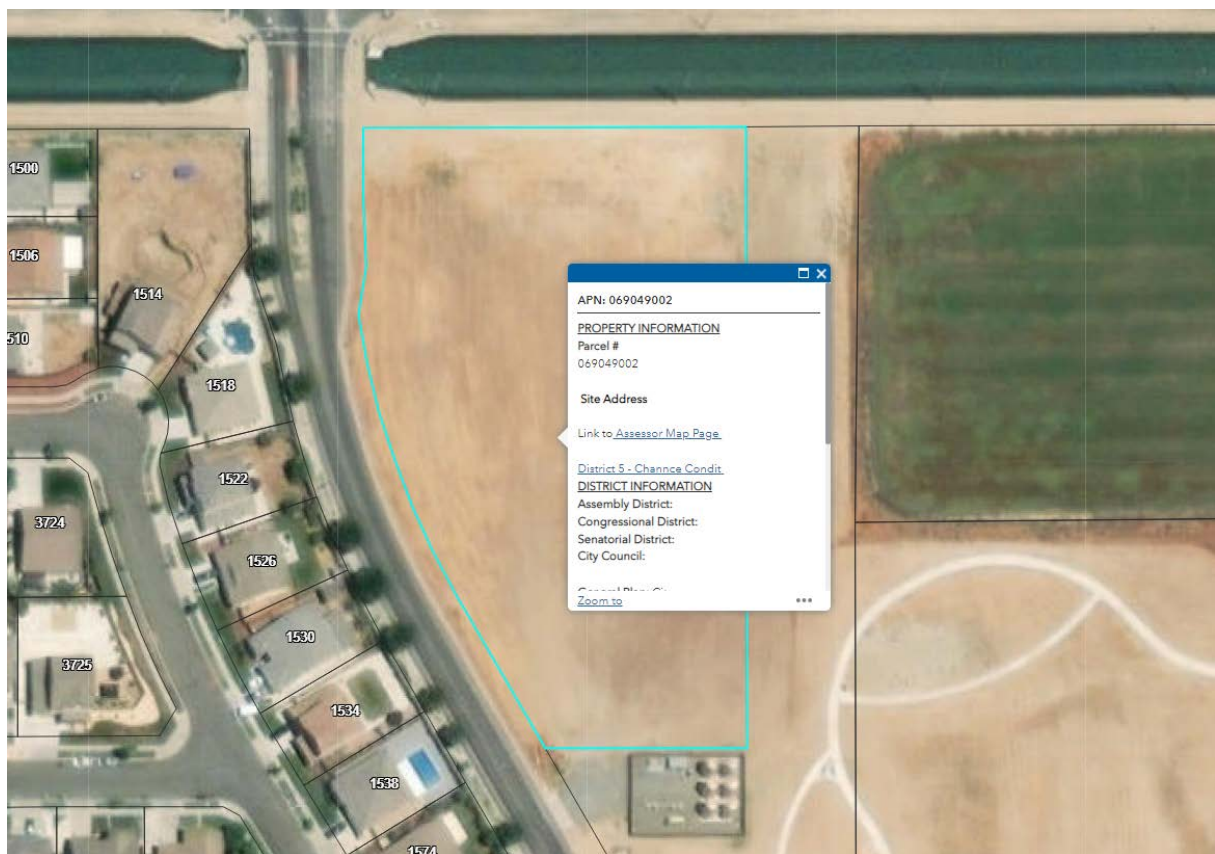 1500
1506
1514
510
1518
1522
3724
1526
1530
3725
1534
1538
1574
APN: 069049002
PROPERTY INFORMATION
Parcel #
069049002
Site Address
Link to Assessor Map Page
District 5 - Channce Condit
DISTRICT INFORMATION
Assembly District:
Congressional District:
Senatorial District:
City Council:
Zoom to